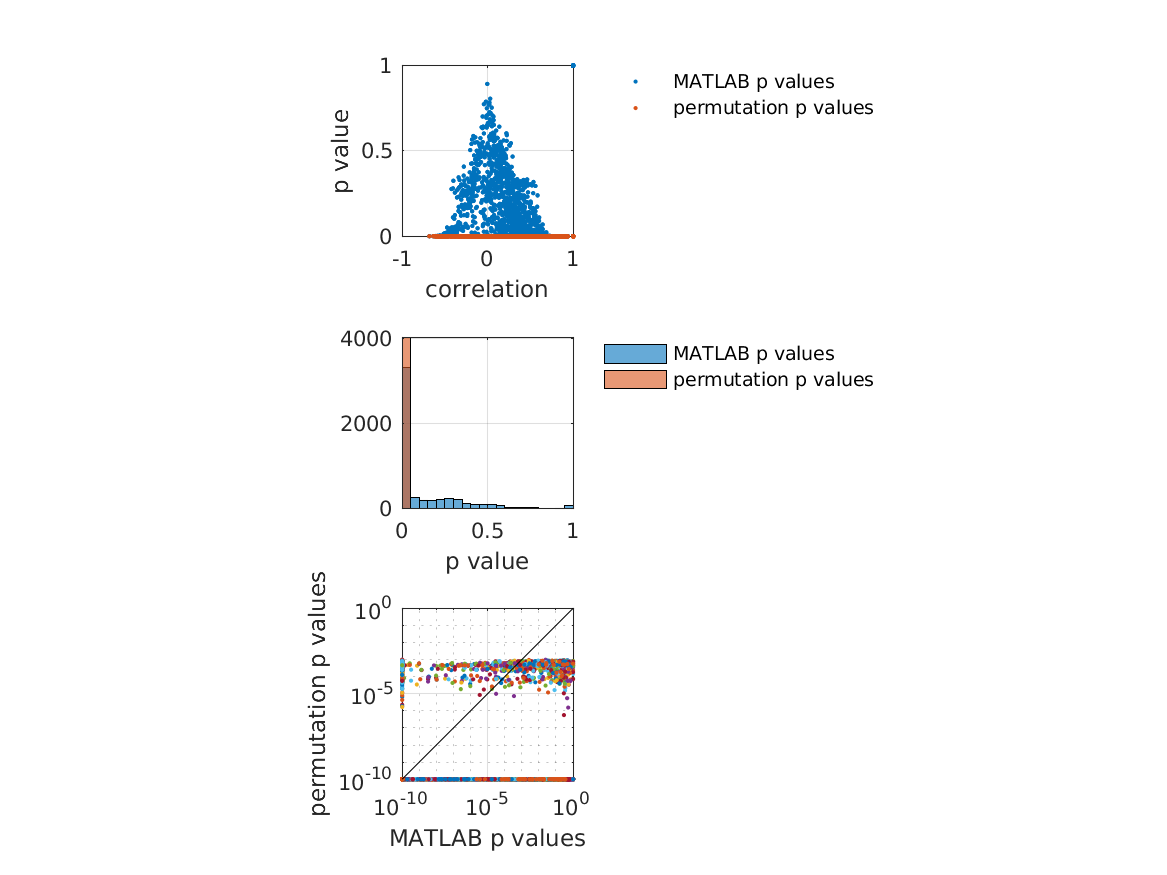 1
0.5
0
p value
-1 0 1
correlation
MATLAB p values
permutation p values
4000
2000
0
0 0.5 1
p value
MATLAB p values
permutation p values
10^0
10^-5
10^-10
permutation p values
10^-10 10^-5 10^0
MATLAB p values